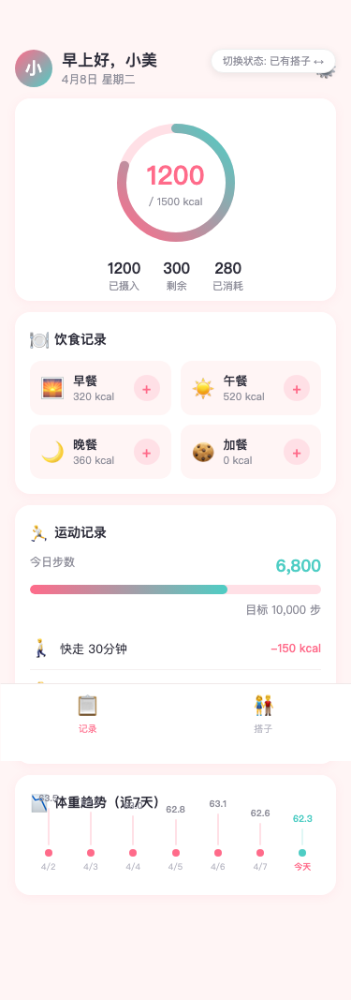 小
早上好，小美
4月8日 星期二
切换状态: 已有搭子 ↔
1200
/ 1500 kcal
1200 300 280
已摄入 剩余 已消耗
饮食记录
早餐
320 kcal
+
午餐
520 kcal
+
晚餐
360 kcal
+
加餐
0 kcal
+
运动记录
今日步数
6,800
目标 10,000 步
快走 30分钟
−150 kcal
记录
搭子
体重趋势（近7天）
63.5
62.8
63.1
62.6
62.3
4/2 4/3 4/4 4/5 4/6 4/7 今天